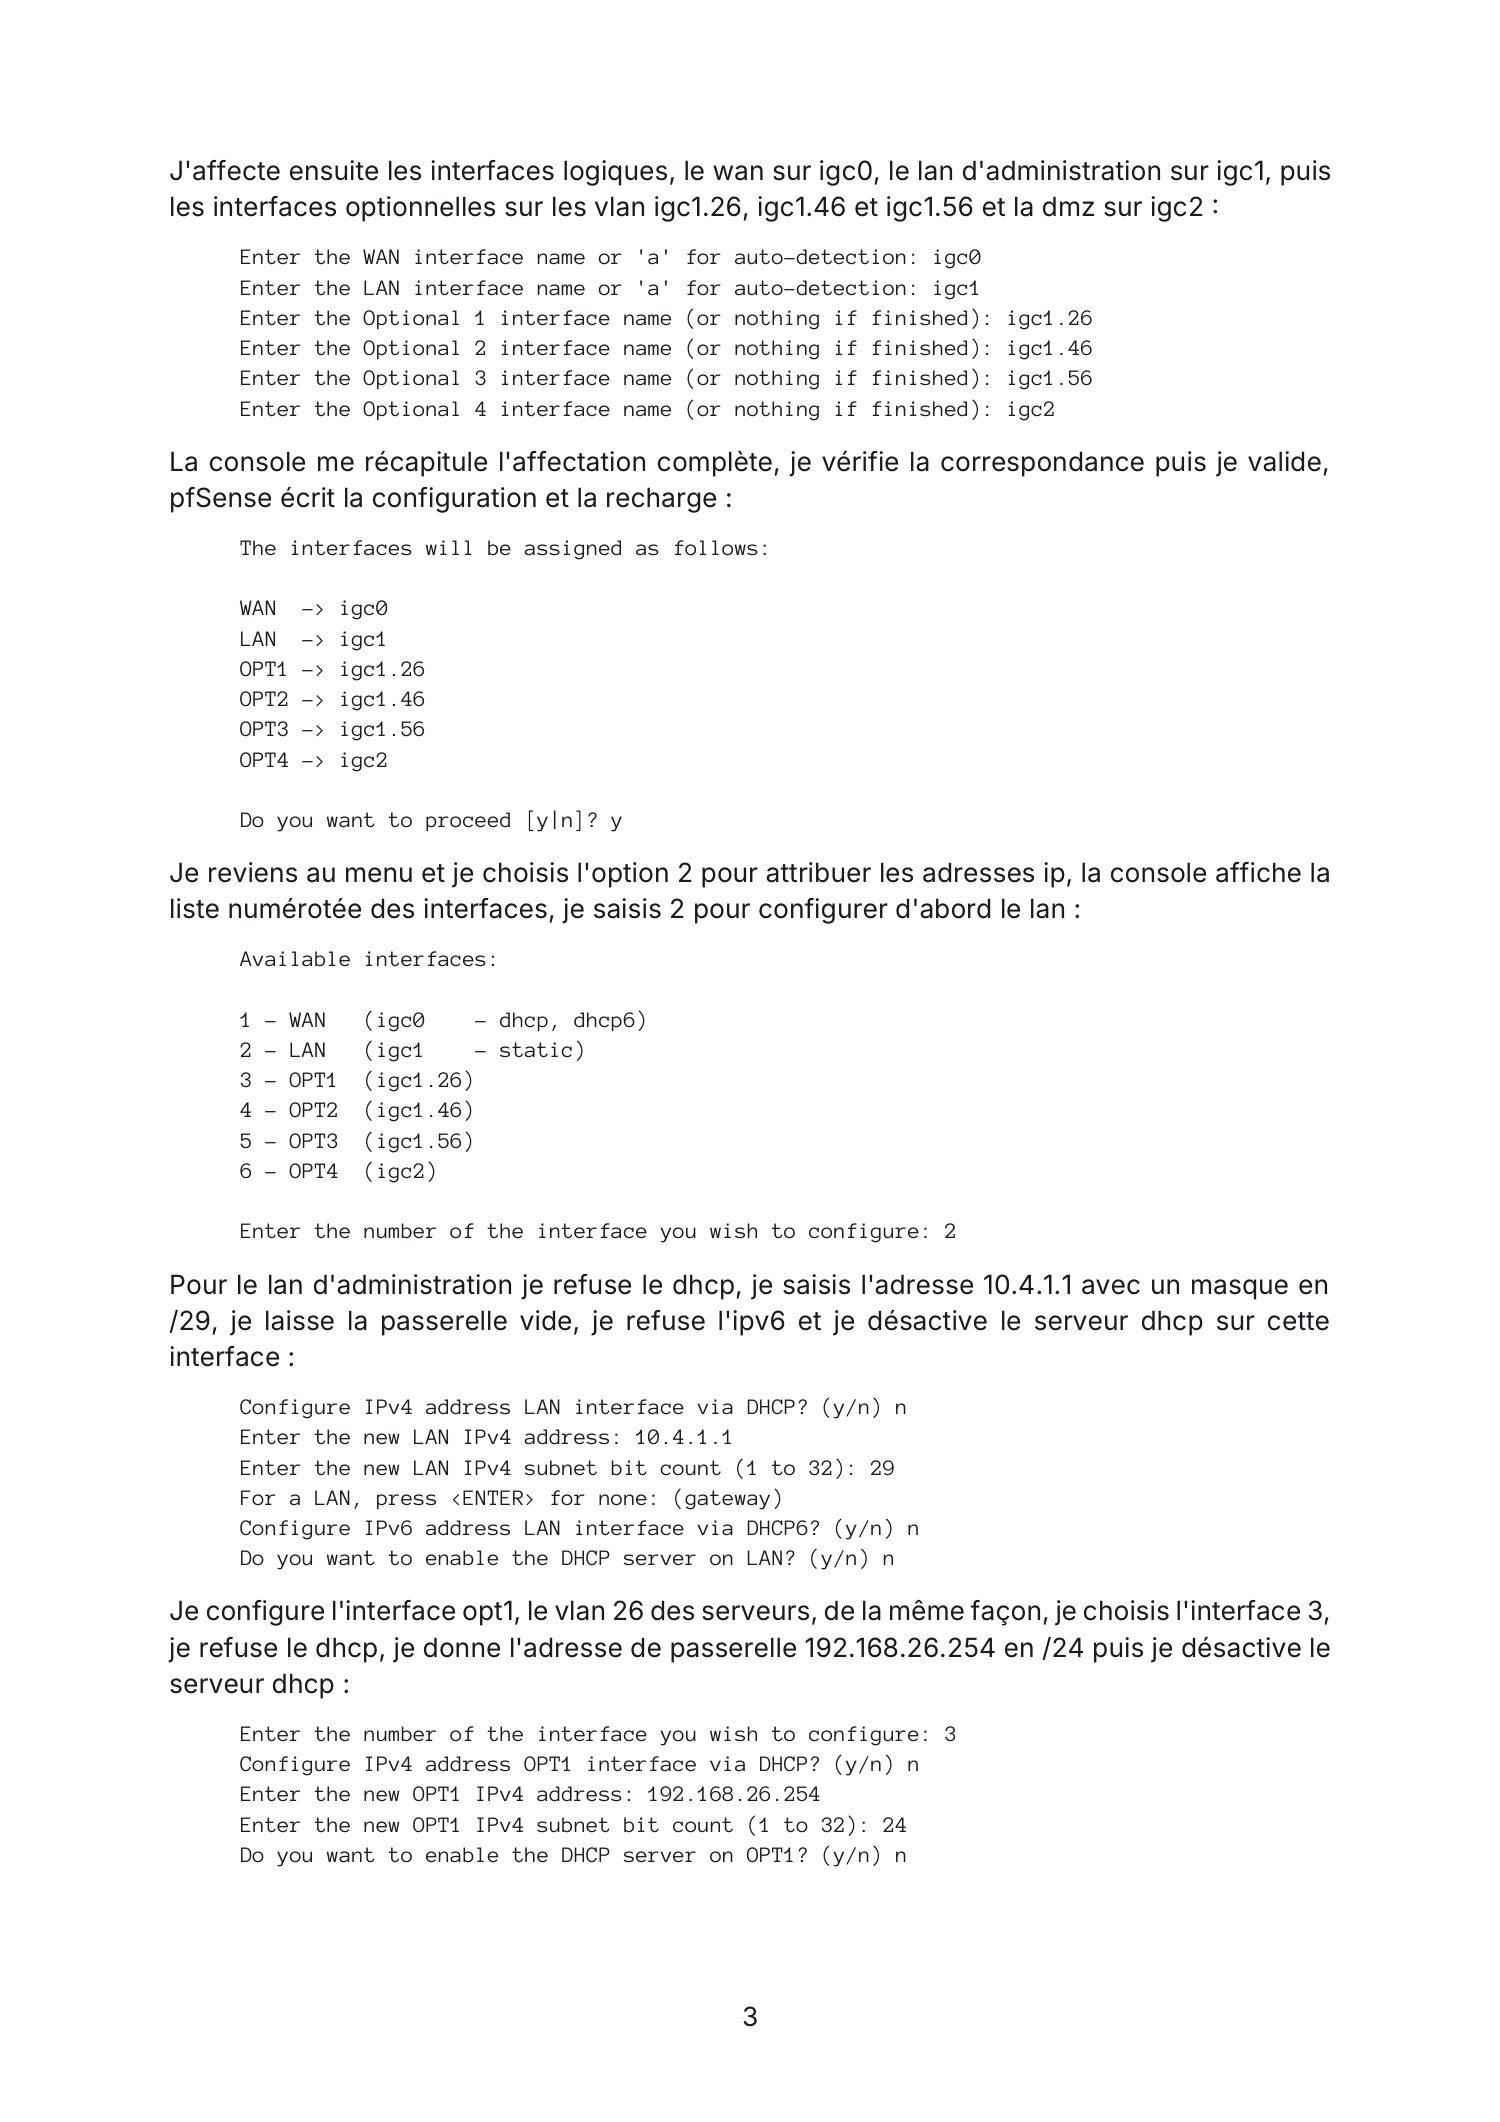 J'affecte ensuite les interfaces logiques, le wan sur igc0, le lan d'administration sur igc1, puis
les interfaces optionnelles sur les vlan igc1.26, igc1.46 et igc1.56 et la dmz sur igc2 :
Enter the WAN interface name or 'a' for auto-detection: igc0
Enter the LAN interface name or 'a' for auto-detection: igc1
Enter the Optional 1 interface name (or nothing if finished): igc1.26
Enter the Optional 2 interface name (or nothing if finished): igc1.46
Enter the Optional 3 interface name (or nothing if finished): igc1.56
Enter the Optional 4 interface name (or nothing if finished): igc2
La console me récapitule l'affectation complète, je vérifie la correspondance puis je valide,
pfSense écrit la configuration et la recharge :
The interfaces will be assigned as follows:
WAN  -> igc0
LAN  -> igc1
OPT1 -> igc1.26
OPT2 -> igc1.46
OPT3 -> igc1.56
OPT4 -> igc2
Do you want to proceed [y|n]? y
Je reviens au menu et je choisis l'option 2 pour attribuer les adresses ip, la console affiche la
liste numérotée des interfaces, je saisis 2 pour configurer d'abord le lan :
Available interfaces:
1 - WAN   (igc0    - dhcp, dhcp6)
2 - LAN   (igc1    - static)
3 - OPT1  (igc1.26)
4 - OPT2  (igc1.46)
5 - OPT3  (igc1.56)
6 - OPT4  (igc2)
Enter the number of the interface you wish to configure: 2
Pour le lan d'administration je refuse le dhcp, je saisis l'adresse 10.4.1.1 avec un masque en
/29, je laisse la passerelle vide, je refuse l'ipv6 et je désactive le serveur dhcp sur cette
interface :
Configure IPv4 address LAN interface via DHCP? (y/n) n
Enter the new LAN IPv4 address: 10.4.1.1
Enter the new LAN IPv4 subnet bit count (1 to 32): 29
For a LAN, press <ENTER> for none: (gateway)
Configure IPv6 address LAN interface via DHCP6? (y/n) n
Do you want to enable the DHCP server on LAN? (y/n) n
Je configure l'interface opt1, le vlan 26 des serveurs, de la même façon, je choisis l'interface 3,
je refuse le dhcp, je donne l'adresse de passerelle 192.168.26.254 en /24 puis je désactive le
serveur dhcp :
Enter the number of the interface you wish to configure: 3
Configure IPv4 address OPT1 interface via DHCP? (y/n) n
Enter the new OPT1 IPv4 address: 192.168.26.254
Enter the new OPT1 IPv4 subnet bit count (1 to 32): 24
Do you want to enable the DHCP server on OPT1? (y/n) n
3